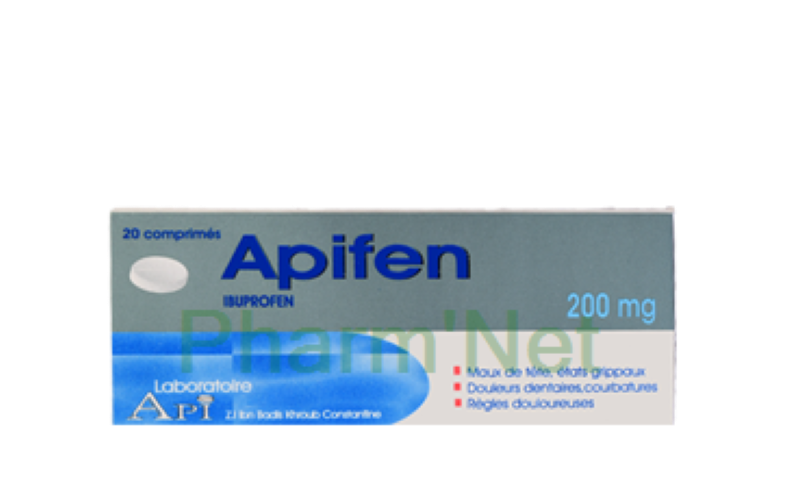 20 comprimés
Apifen
IBUPROFEN
200 mg
Pharm'Net
Maux de tête, états grippaux
Douleurs dentaires,courbatures
Règles douloureuses
Laboratoire
API
Z.I Ibn Badis Khroub Constantine